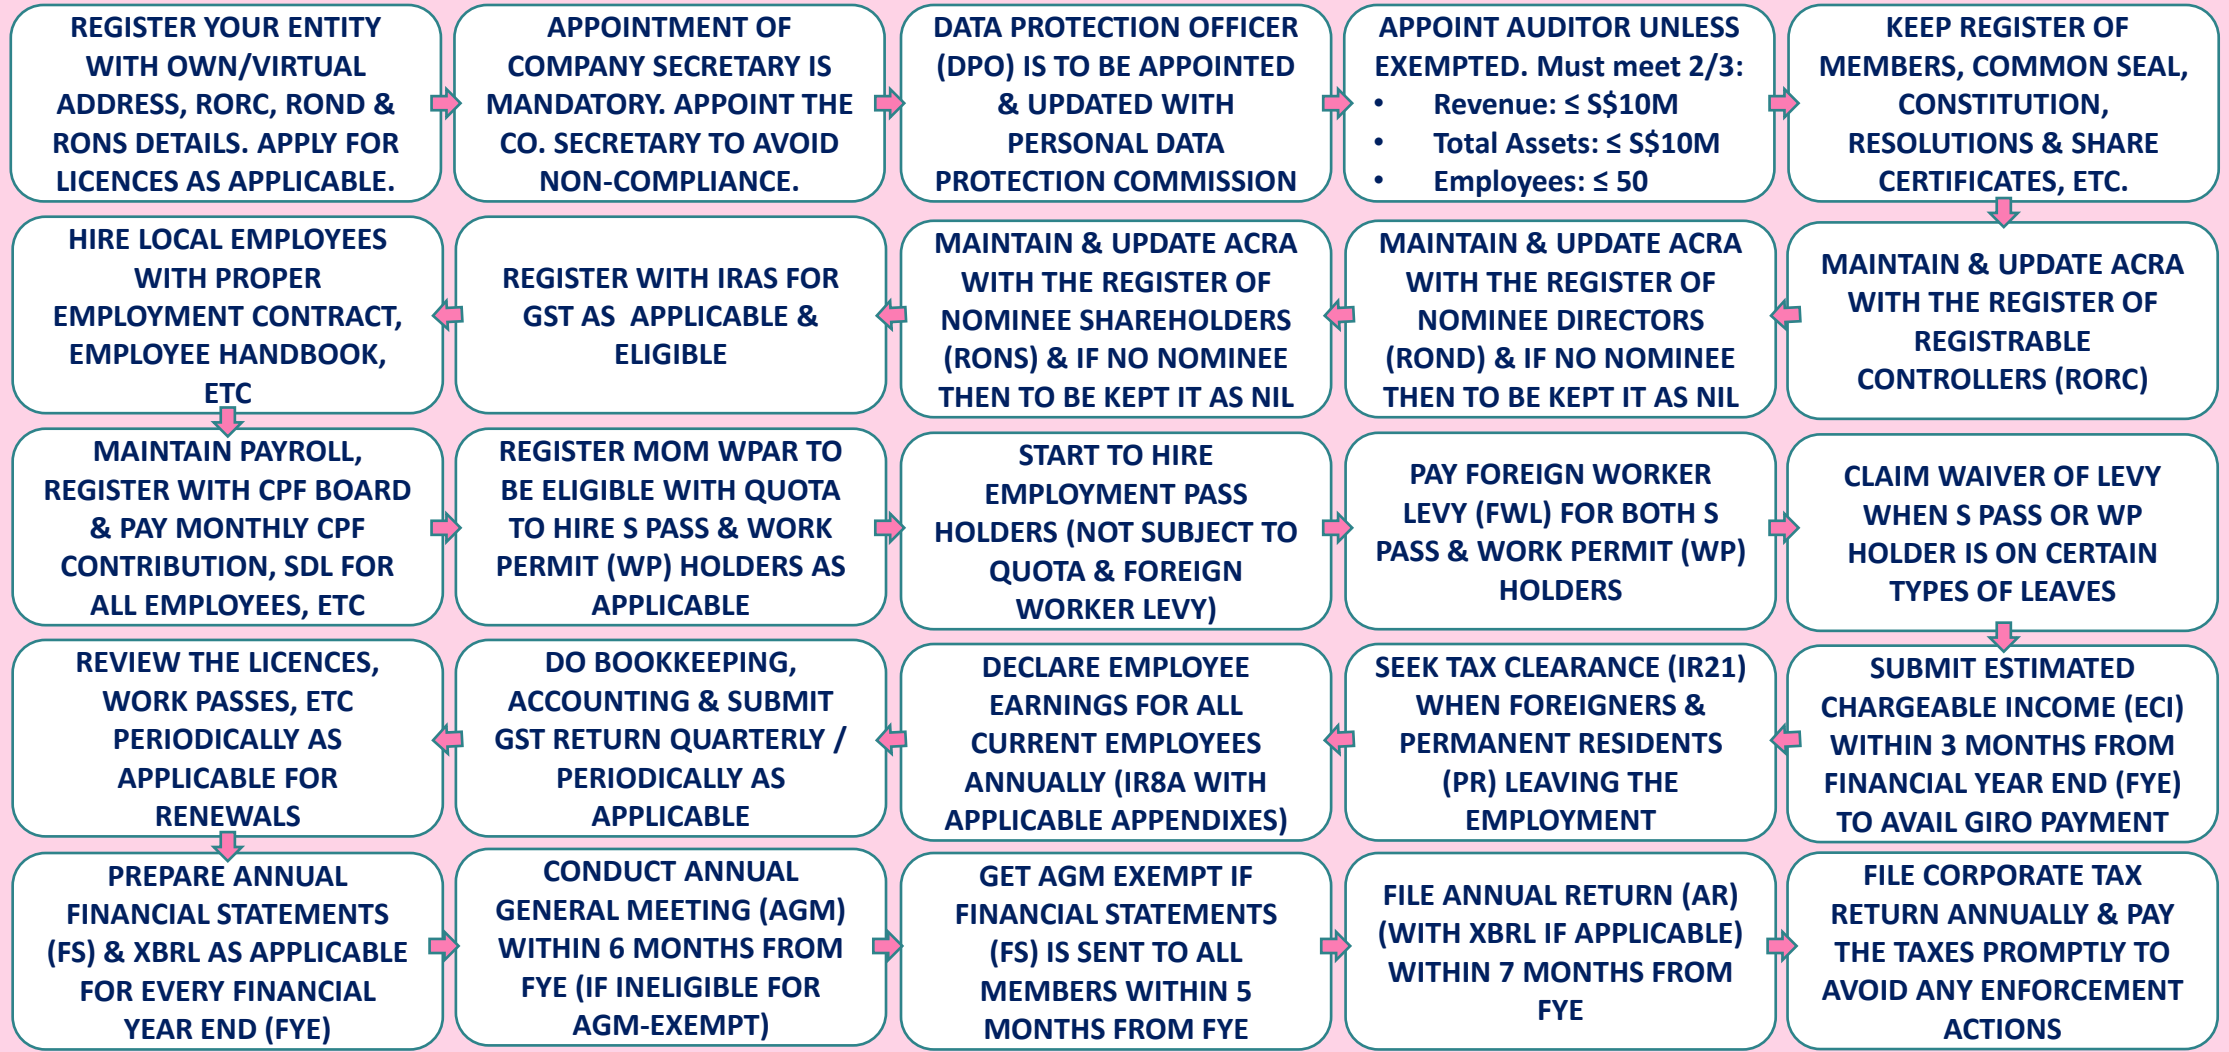 REGISTER YOUR ENTITY
WITH OWN/VIRTUAL
ADDRESS, RORC, ROND &
RONS DETAILS. APPLY FOR
LICENCES AS APPLICABLE.
APPOINTMENT OF
COMPANY SECRETARY IS
MANDATORY. APPOINT THE
CO. SECRETARY TO AVOID
NON-COMPLIANCE.
DATA PROTECTION OFFICER
(DPO) IS TO BE APPOINTED
& UPDATED WITH
PERSONAL DATA
PROTECTION COMMISSION
APPOINT AUDITOR UNLESS
EXEMPTED. Must meet 2/3:
• Revenue: ≤ S$10M
• Total Assets: ≤ S$10M
• Employees: ≤ 50
KEEP REGISTER OF
MEMBERS, COMMON SEAL,
CONSTITUTION,
RESOLUTIONS & SHARE
CERTIFICATES, ETC.
MAINTAIN & UPDATE ACRA
WITH THE REGISTER OF
REGISTRABLE
CONTROLLERS (RORC)
MAINTAIN & UPDATE ACRA
WITH THE REGISTER OF
NOMINEE DIRECTORS
(ROND) & IF NO NOMINEE
THEN TO BE KEPT IT AS NIL
MAINTAIN & UPDATE ACRA
WITH THE REGISTER OF
NOMINEE SHAREHOLDERS
(RONS) & IF NO NOMINEE
THEN TO BE KEPT IT AS NIL
REGISTER WITH IRAS FOR
GST AS APPLICABLE &
ELIGIBLE
HIRE LOCAL EMPLOYEES
WITH PROPER
EMPLOYMENT CONTRACT,
EMPLOYEE HANDBOOK,
ETC
MAINTAIN PAYROLL,
REGISTER WITH CPF BOARD
& PAY MONTHLY CPF
CONTRIBUTION, SDL FOR
ALL EMPLOYEES, ETC
REGISTER MOM WPAR TO
BE ELIGIBLE WITH QUOTA
TO HIRE S PASS & WORK
PERMIT (WP) HOLDERS AS
APPLICABLE
START TO HIRE
EMPLOYMENT PASS
HOLDERS (NOT SUBJECT TO
QUOTA & FOREIGN
WORKER LEVY)
PAY FOREIGN WORKER
LEVY (FWL) FOR BOTH S
PASS & WORK PERMIT (WP)
HOLDERS
CLAIM WAIVER OF LEVY
WHEN S PASS OR WP
HOLDER IS ON CERTAIN
TYPES OF LEAVES
SUBMIT ESTIMATED
CHARGEABLE INCOME (ECI)
WITHIN 3 MONTHS FROM
FINANCIAL YEAR END (FYE)
TO AVAIL GIRO PAYMENT
SEEK TAX CLEARANCE (IR21)
WHEN FOREIGNERS &
PERMANENT RESIDENTS
(PR) LEAVING THE
EMPLOYMENT
DECLARE EMPLOYEE
EARNINGS FOR ALL
CURRENT EMPLOYEES
ANNUALLY (IR8A WITH
APPLICABLE APPENDIXES)
DO BOOKKEEPING,
ACCOUNTING & SUBMIT
GST RETURN QUARTERLY /
PERIODICALLY AS
APPLICABLE
REVIEW THE LICENCES,
WORK PASSES, ETC
PERIODICALLY AS
APPLICABLE FOR
RENEWALS
PREPARE ANNUAL
FINANCIAL STATEMENTS
(FS) & XBRL AS APPLICABLE
FOR EVERY FINANCIAL
YEAR END (FYE)
CONDUCT ANNUAL
GENERAL MEETING (AGM)
WITHIN 6 MONTHS FROM
FYE (IF INELIGIBLE FOR
AGM-EXEMPT)
GET AGM EXEMPT IF
FINANCIAL STATEMENTS
(FS) IS SENT TO ALL
MEMBERS WITHIN 5
MONTHS FROM FYE
FILE ANNUAL RETURN (AR)
(WITH XBRL IF APPLICABLE)
WITHIN 7 MONTHS FROM
FYE
FILE CORPORATE TAX
RETURN ANNUALLY & PAY
THE TAXES PROMPTLY TO
AVOID ANY ENFORCEMENT
ACTIONS